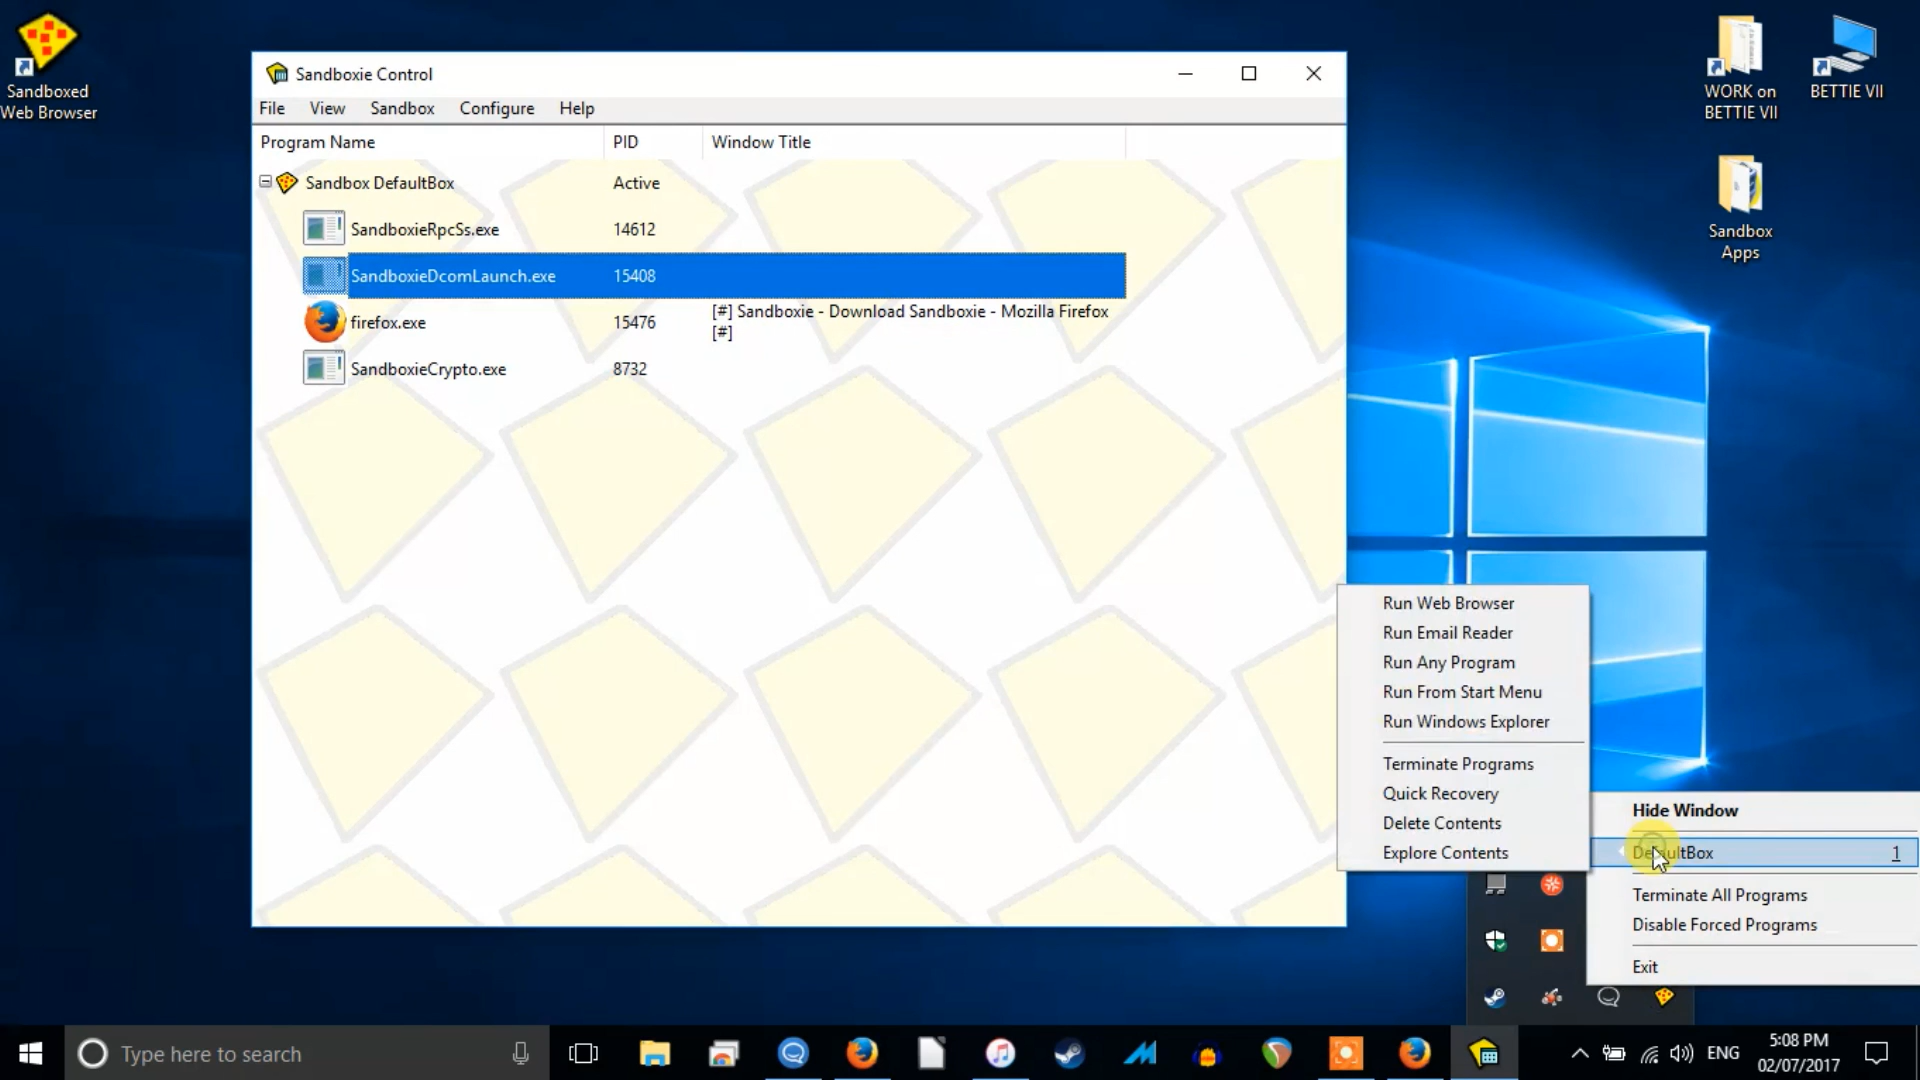 Sandboxed
Web Browser
WORK on
BETTIE VII
BETTIE VII
Sandbox
Apps
Sandboxie Control
File View Sandbox Configure Help
Program Name PID Window Title
Sandbox DefaultBox Active
SandboxieRpcSs.exe 14612
SandboxieDcomLaunch.exe 15408
firefox.exe 15476 [#] Sandboxie - Download Sandboxie - Mozilla Firefox
[#]
SandboxieCrypto.exe 8732
Run Web Browser
Run Email Reader
Run Any Program
Run From Start Menu
Run Windows Explorer
Terminate Programs
Quick Recovery
Delete Contents
Explore Contents
Hide Window
DefaultBox 1
Terminate All Programs
Disable Forced Programs
Exit
Type here to search
ENG
5:08 PM
02/07/2017